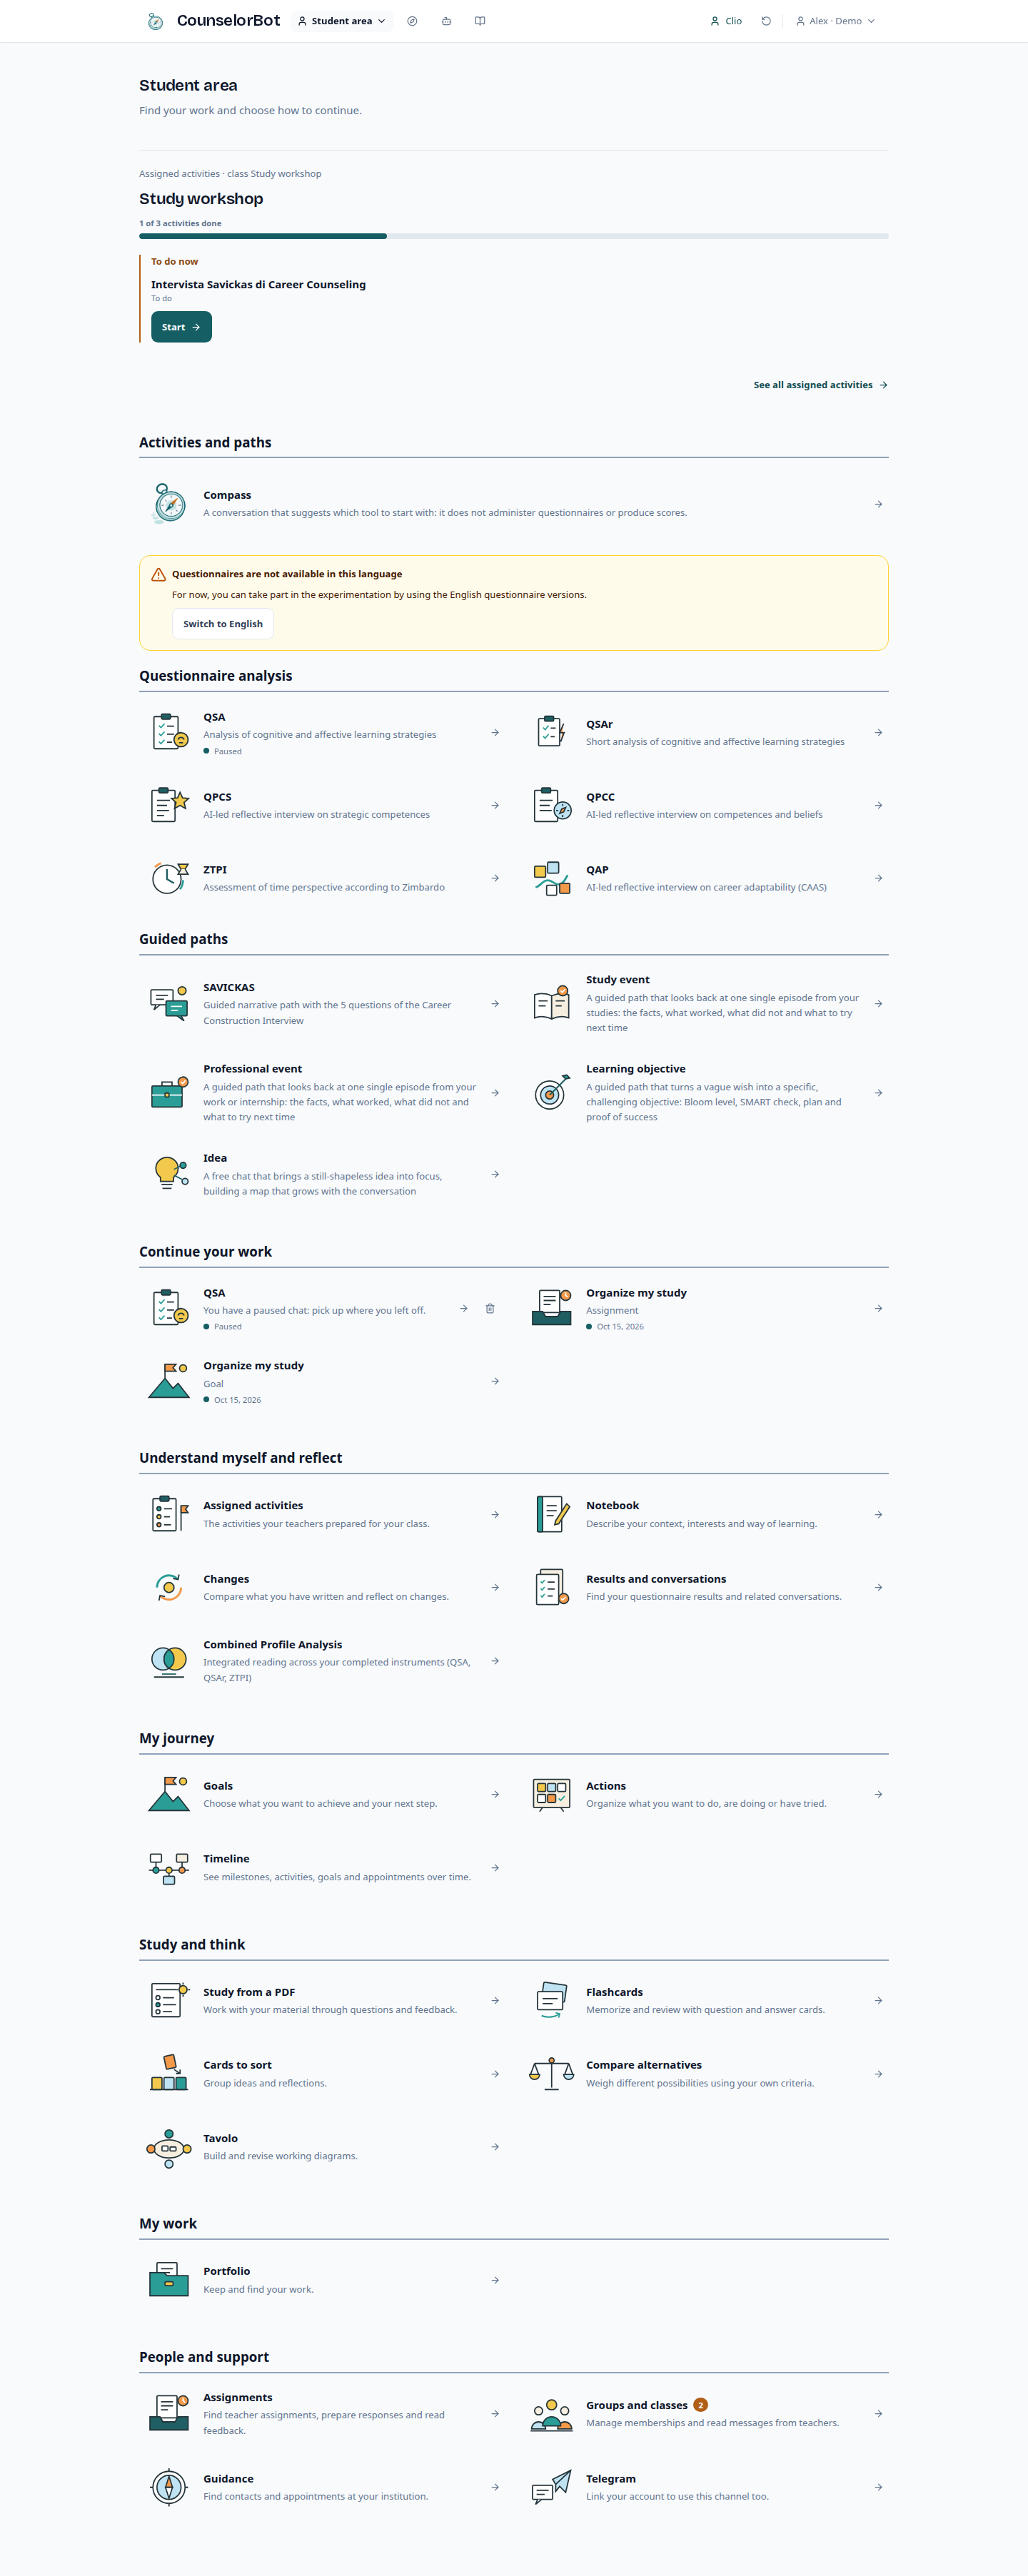 CounselorBot
Student area
Clio
Alex · Demo
Student area
Find your work and choose how to continue.
Assigned activities · class Study workshop
Study workshop
1 of 3 activities done
To do now
Intervista Savickas di Career Counseling
To do
Start
See all assigned activities
Activities and paths
Compass
A conversation that suggests which tool to start with: it does not administer questionnaires or produce scores.
Questionnaires are not available in this language
For now, you can take part in the experimentation by using the English questionnaire versions.
Switch to English
Questionnaire analysis
QSA
Analysis of cognitive and affective learning strategies
Paused
QSAr
Short analysis of cognitive and affective learning strategies
QPCS
AI-led reflective interview on strategic competences
QPCC
AI-led reflective interview on competences and beliefs
ZTPI
Assessment of time perspective according to Zimbardo
QAP
AI-led reflective interview on career adaptability (CAAS)
Guided paths
SAVICKAS
Guided narrative path with the 5 questions of the Career
Construction Interview
Study event
A guided path that looks back at one single episode from your
studies: the facts, what worked, what did not and what to try
next time
Professional event
A guided path that looks back at one single episode from your
work or internship: the facts, what worked, what did not and
what to try next time
Learning objective
A guided path that turns a vague wish into a specific,
challenging objective: Bloom level, SMART check, plan and
proof of success
Idea
A free chat that brings a still-shapeless idea into focus,
building a map that grows with the conversation
Continue your work
QSA
You have a paused chat: pick up where you left off.
Paused
Organize my study
Assignment
Oct 15, 2026
Organize my study
Goal
Oct 15, 2026
Understand myself and reflect
Assigned activities
The activities your teachers prepared for your class.
Notebook
Describe your context, interests and way of learning.
Changes
Compare what you have written and reflect on changes.
Results and conversations
Find your questionnaire results and related conversations.
Combined Profile Analysis
Integrated reading across your completed instruments (QSA,
QSAr, ZTPI)
My journey
Goals
Choose what you want to achieve and your next step.
Actions
Organize what you want to do, are doing or have tried.
Timeline
See milestones, activities, goals and appointments over time.
Study and think
Study from a PDF
Work with your material through questions and feedback.
Flashcards
Memorize and review with question and answer cards.
Cards to sort
Group ideas and reflections.
Compare alternatives
Weigh different possibilities using your own criteria.
Tavolo
Build and revise working diagrams.
My work
Portfolio
Keep and find your work.
People and support
Assignments
Find teacher assignments, prepare responses and read
feedback.
Groups and classes 2
Manage memberships and read messages from teachers.
Guidance
Find contacts and appointments at your institution.
Telegram
Link your account to use this channel too.